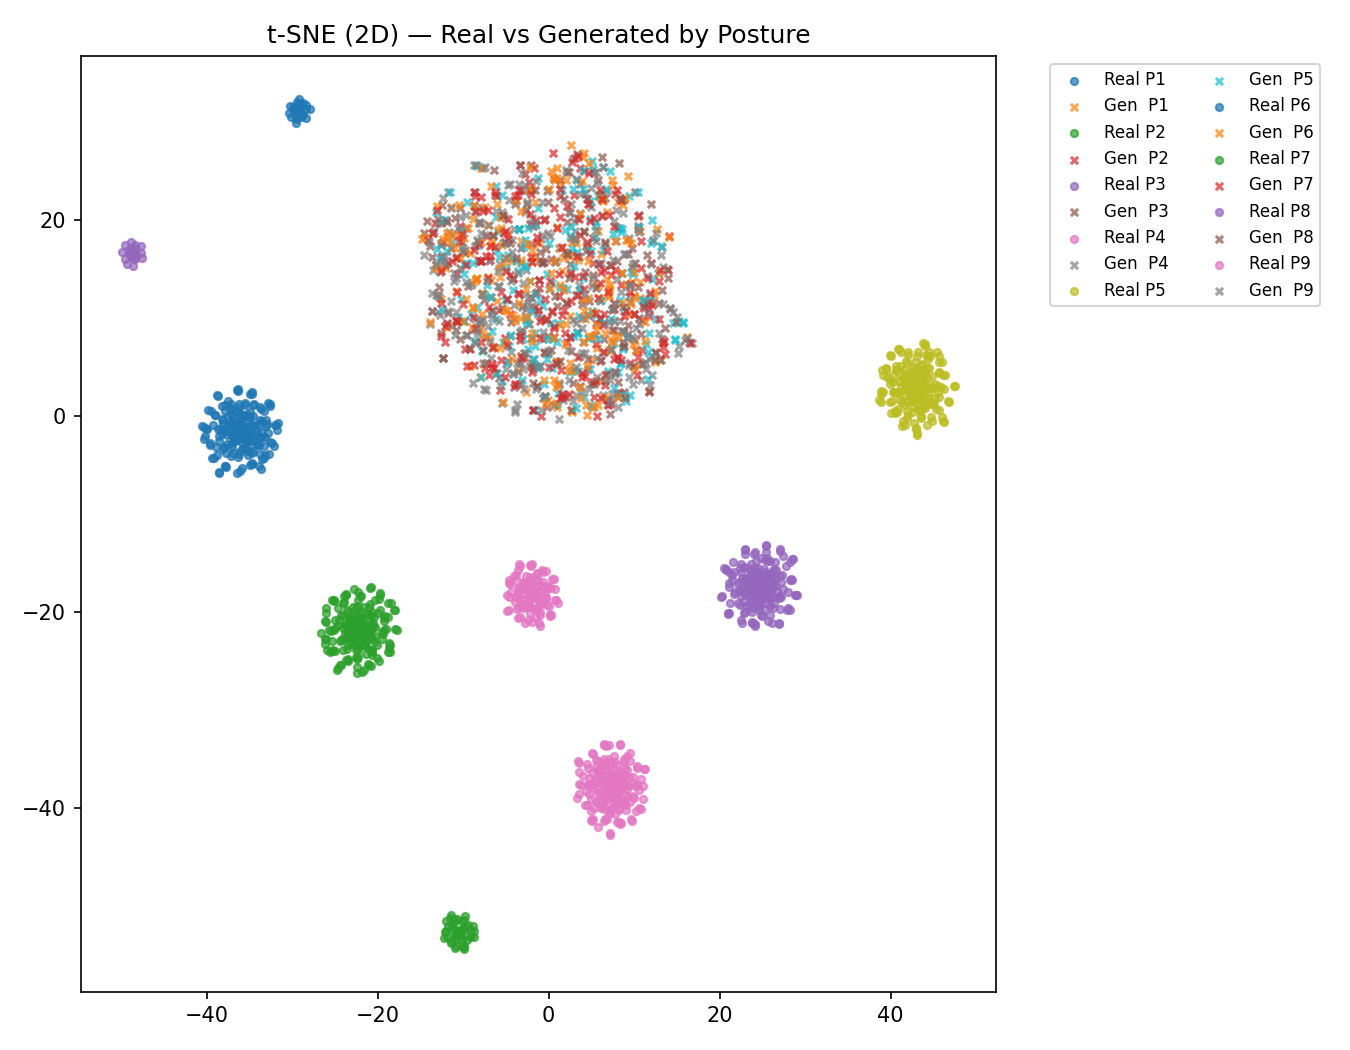 t-SNE (2D) — Real vs Generated by Posture
Real P1
Gen  P1
Real P2
Gen  P2
Real P3
Gen  P3
Real P4
Gen  P4
Real P5
Gen  P5
Real P6
Gen  P6
Real P7
Gen  P7
Real P8
Gen  P8
Real P9
Gen  P9
20
0
−20
−40
−40
−20
0
20
40